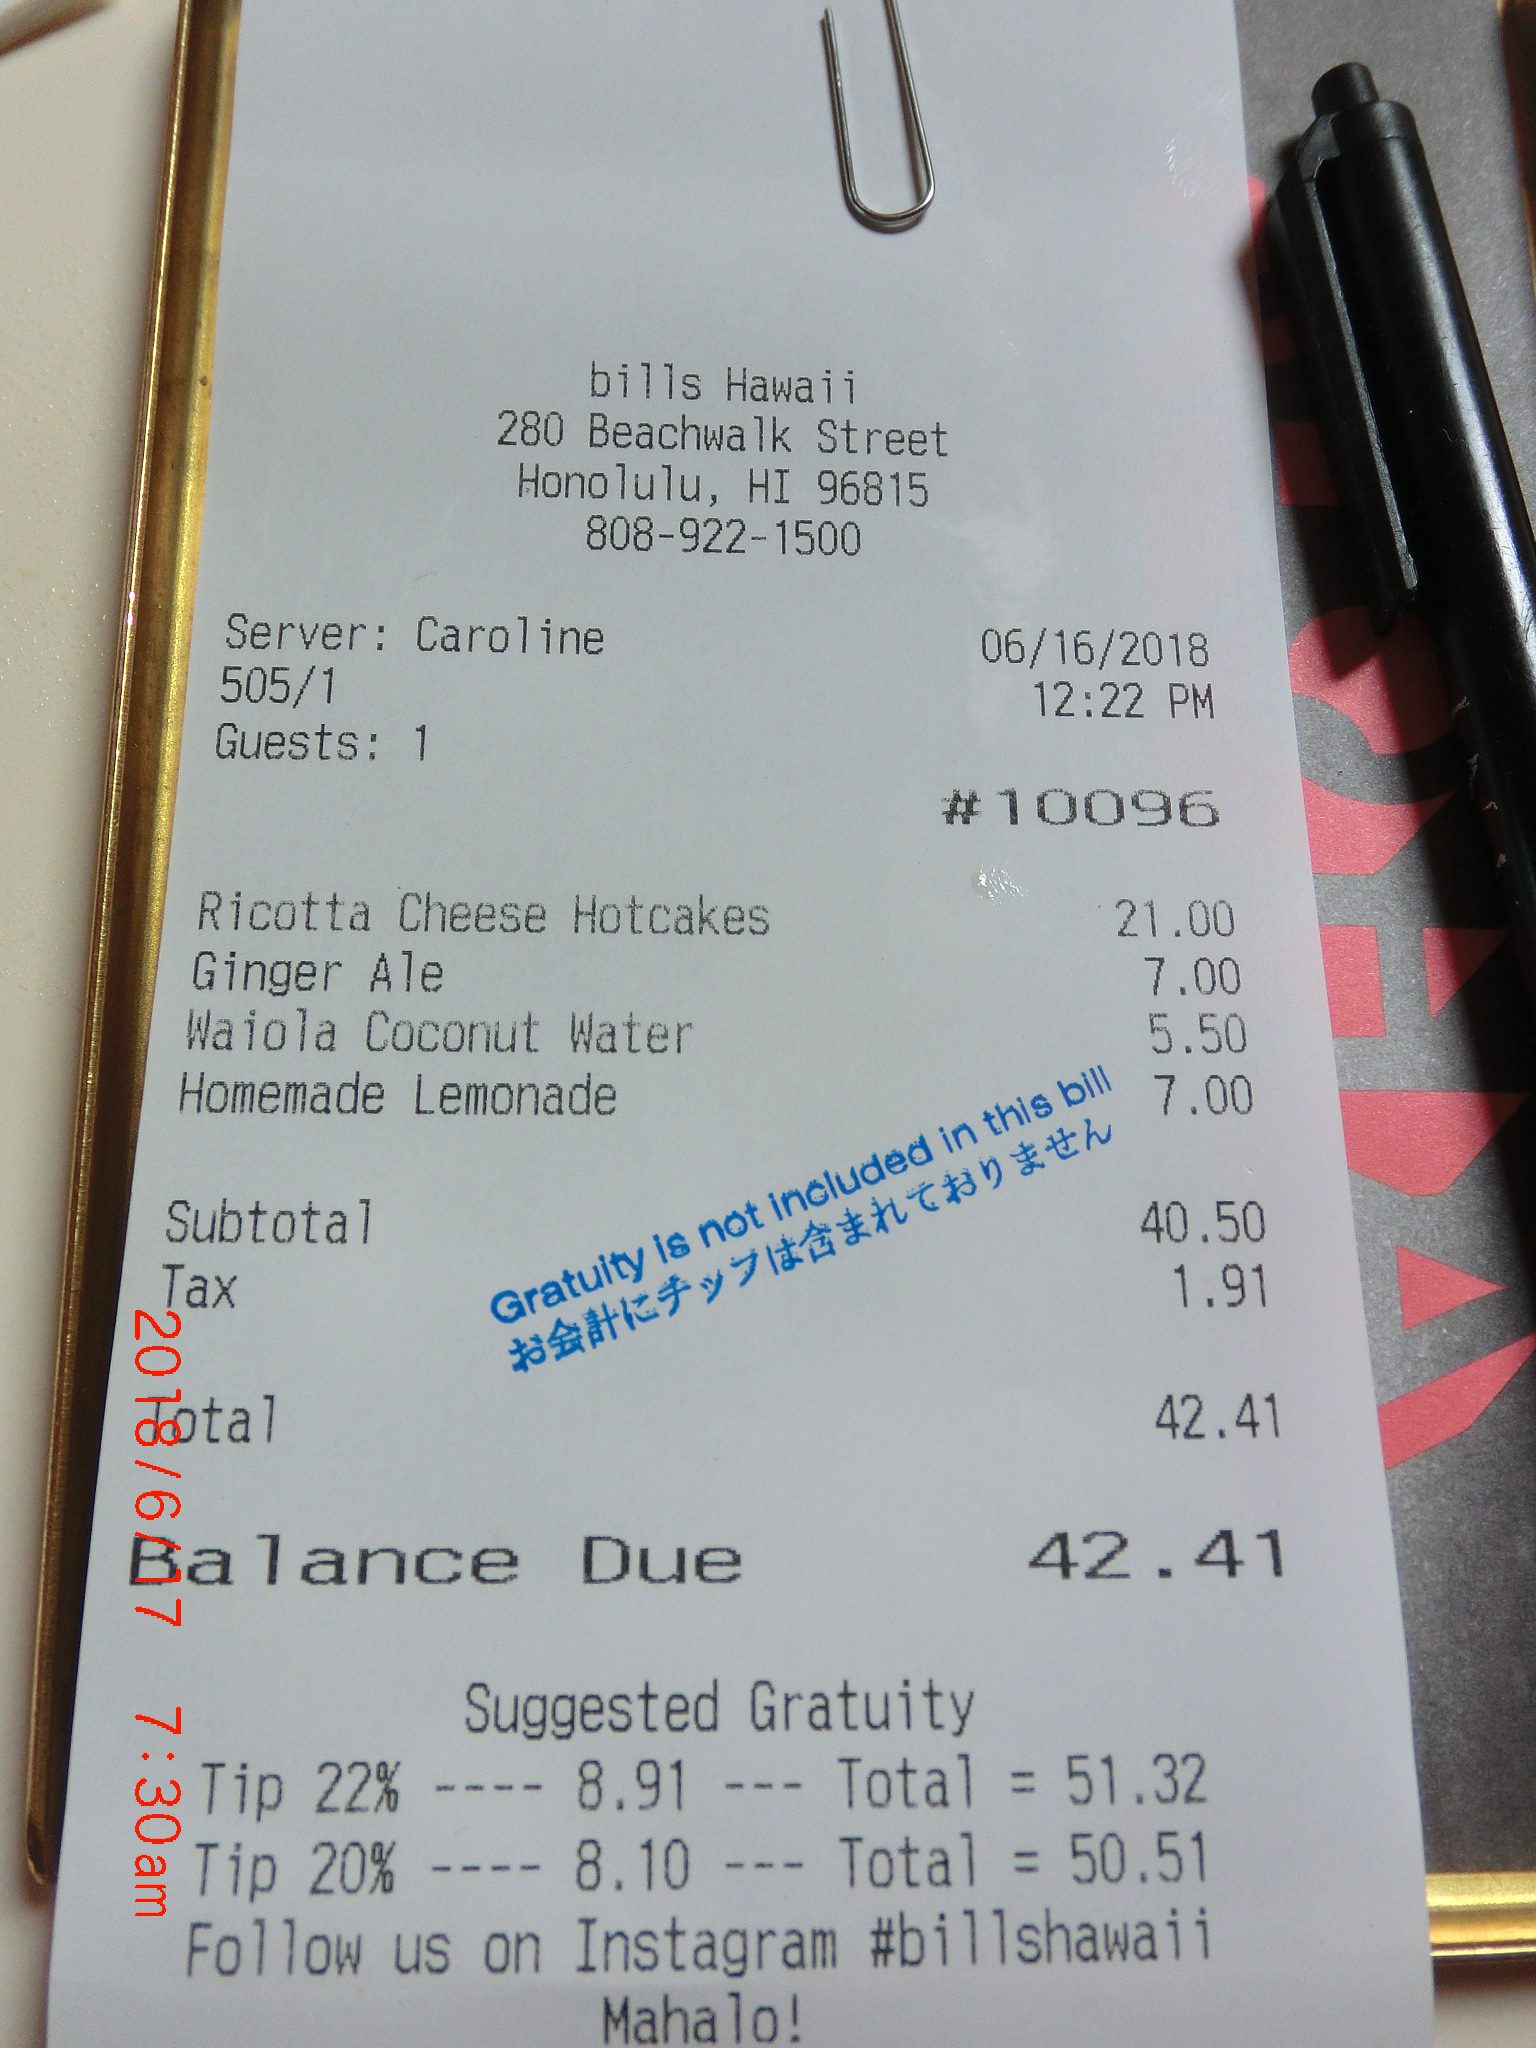 bills Hawaii
280 Beachwalk Street
Honolulu, HI 96815
808-922-1500
Server: Caroline 06/16/2018
505/1 12:22 PM
Guests: 1
#10096
Ricotta Cheese Hotcakes 21.00
Ginger Ale 7.00
Waiola Coconut Water 5.50
Homemade Lemonade 7.00
Gratuity is not included in this bill
お会計にチップは含まれておりません
Subtotal 40.50
Tax 1.91
Total 42.41
Balance Due 42.41
Suggested Gratuity
Tip 22% ---- 8.91 --- Total = 51.32
Tip 20% ---- 8.10 --- Total = 50.51
Follow us on Instagram #billshawaii
Mahalo!
2018/6/17 7:30am